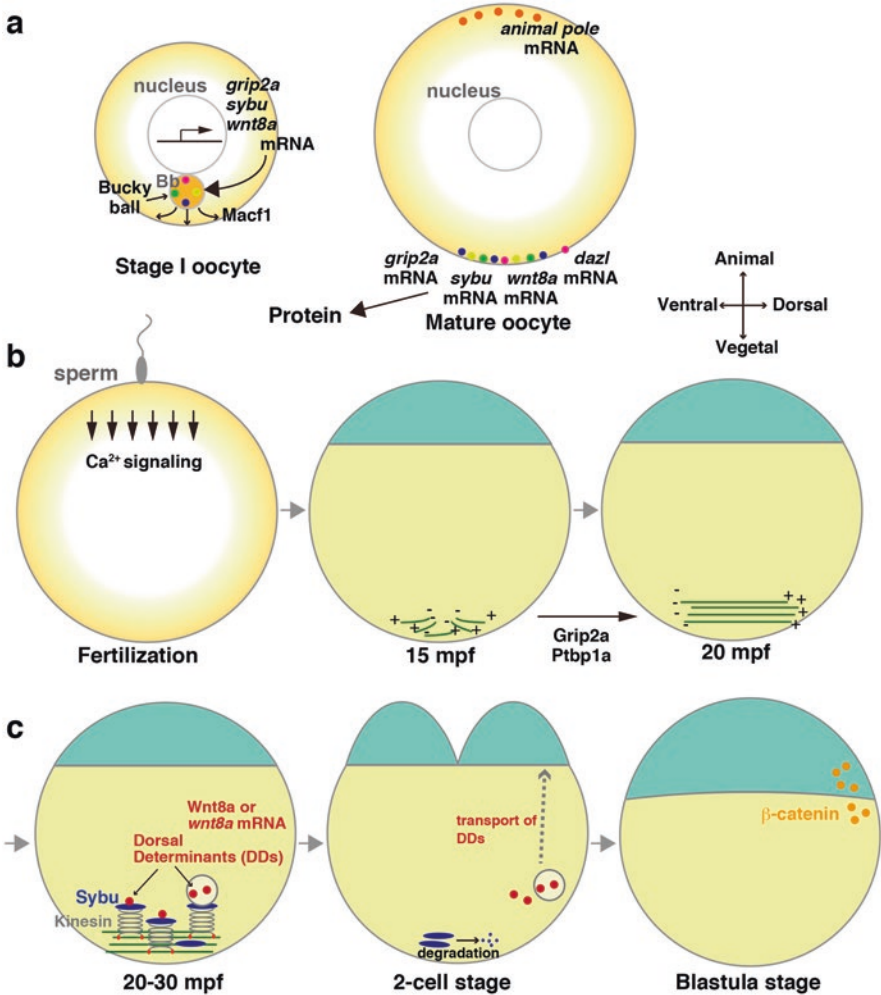 a
nucleus
grip2a
sybu
wnt8a
mRNA
Bb
Bucky
ball
Macf1
Stage I oocyte
animal pole
mRNA
nucleus
grip2a
mRNA
sybu
mRNA
wnt8a
mRNA
dazl
mRNA
Protein
Mature oocyte
Animal
Ventral
Dorsal
Vegetal
b
sperm
Ca²⁺ signaling
Fertilization
+ - - - + + - +
15 mpf
Grip2a
Ptbp1a
- + +
- +
- +
20 mpf
c
Wnt8a or
wnt8a mRNA
Dorsal
Determinants (DDs)
Sybu
Kinesin
20-30 mpf
transport of
DDs
degradation
2-cell stage
β-catenin
Blastula stage